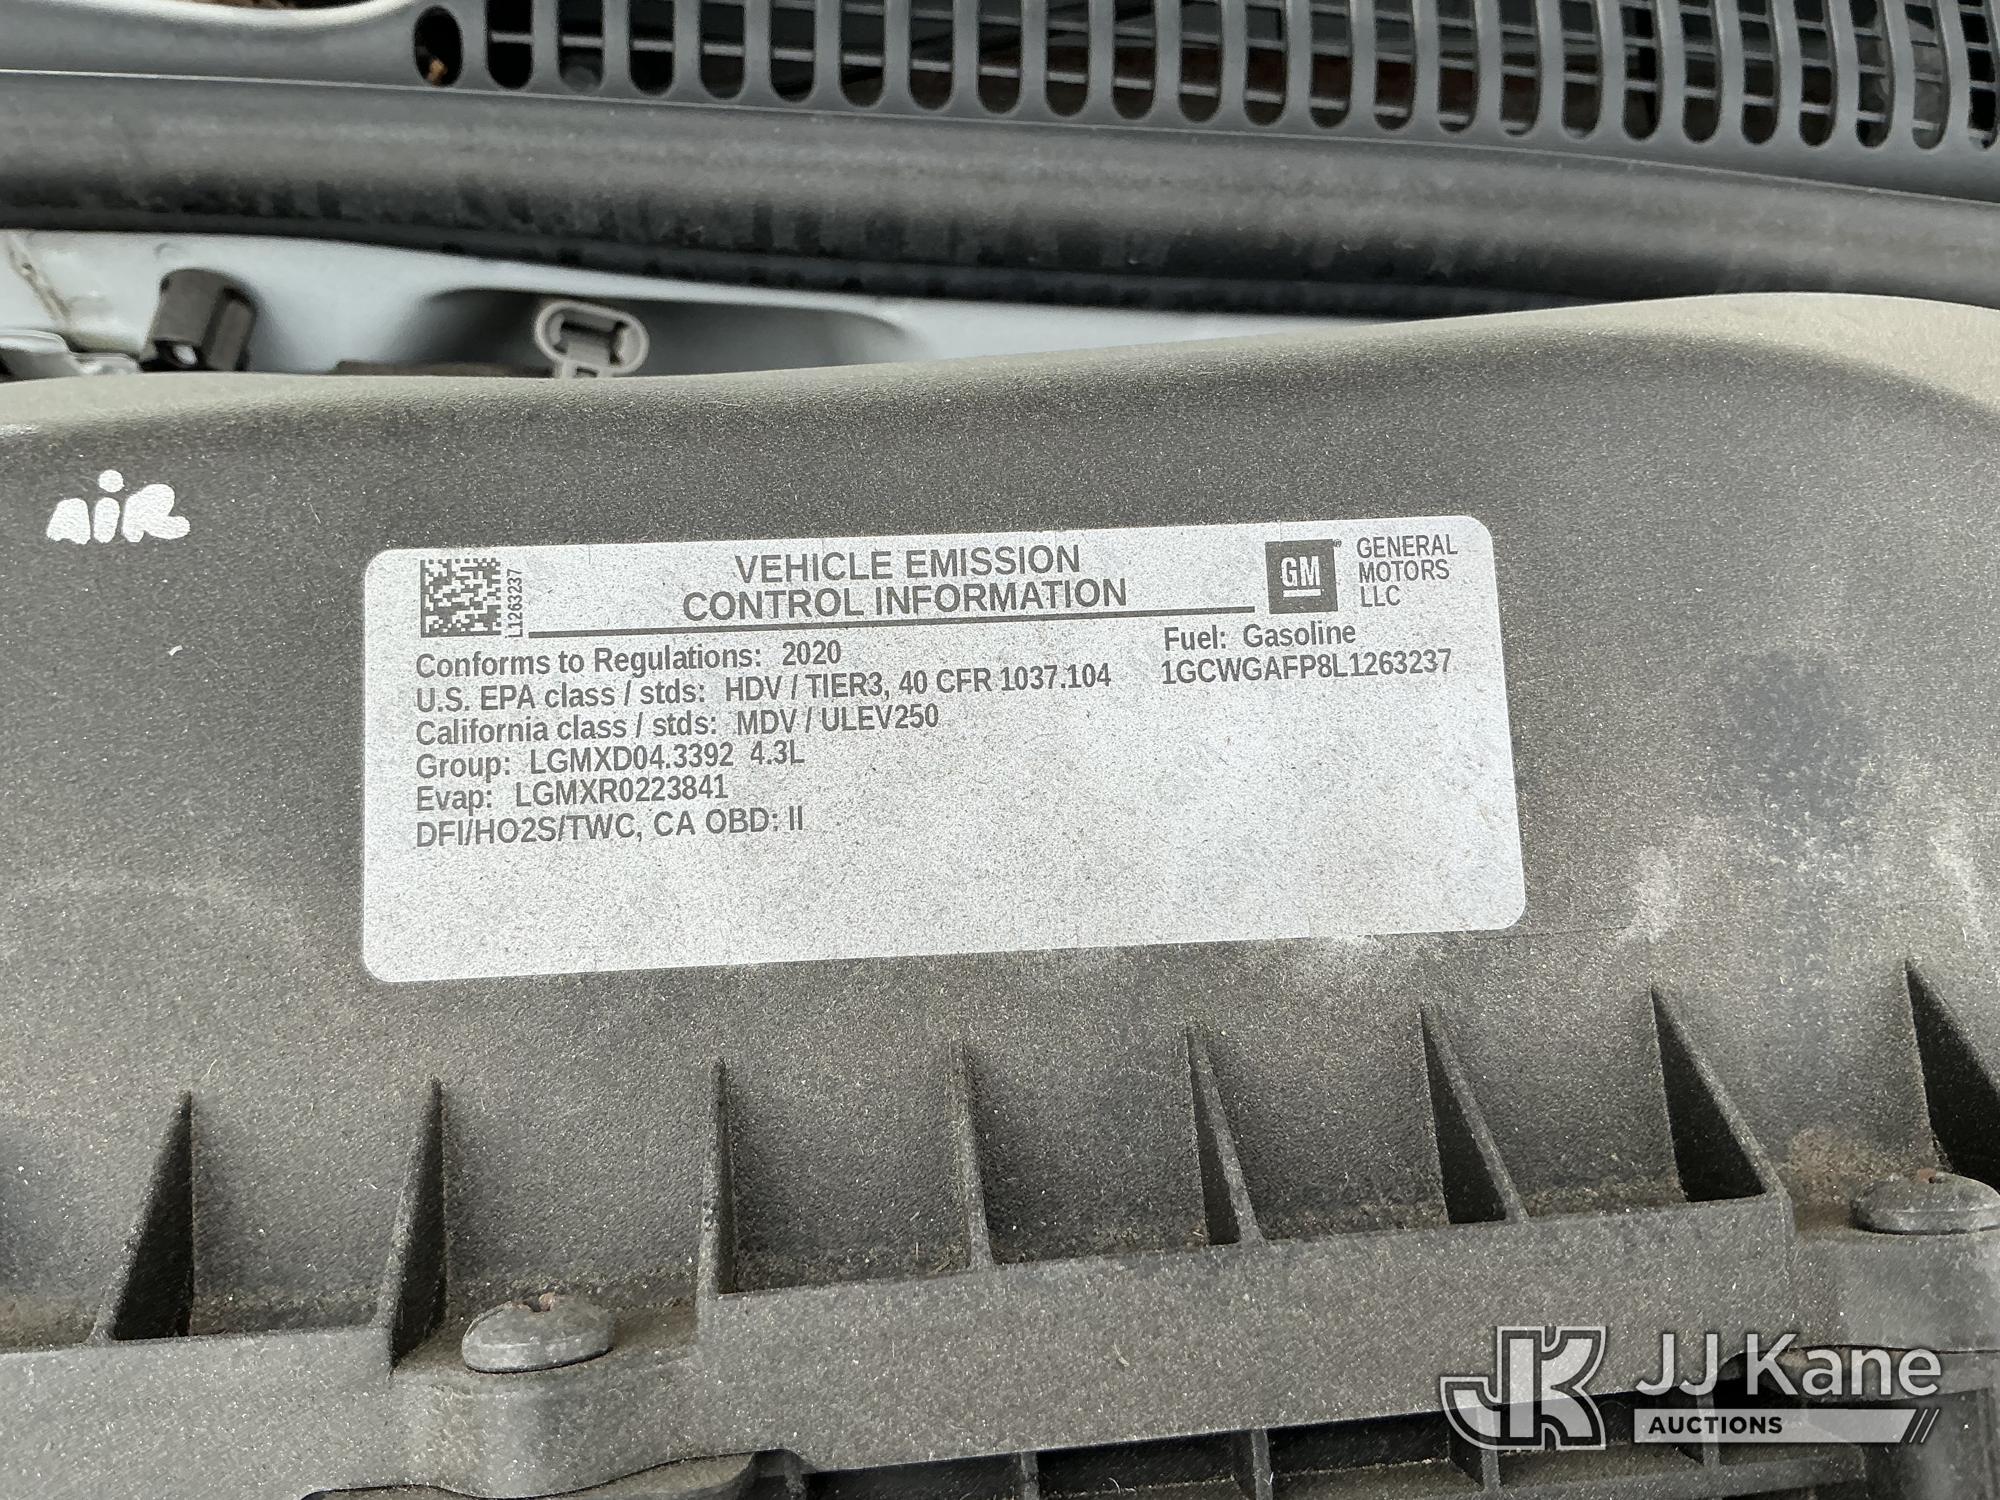 AIR
L1263237
VEHICLE EMISSION
CONTROL INFORMATION
GM
GENERAL
MOTORS
LLC
Conforms to Regulations: 2020
Fuel: Gasoline
U.S. EPA class / stds: HDV / TIER3, 40 CFR 1037.104
1GCWGAFP8L1263237
California class / stds: MDV / ULEV250
Group: LGMXD04.3392 4.3L
Evap: LGMXR0223841
DFI/HO2S/TWC, CA OBD: II
JK
JJ Kane
AUCTIONS